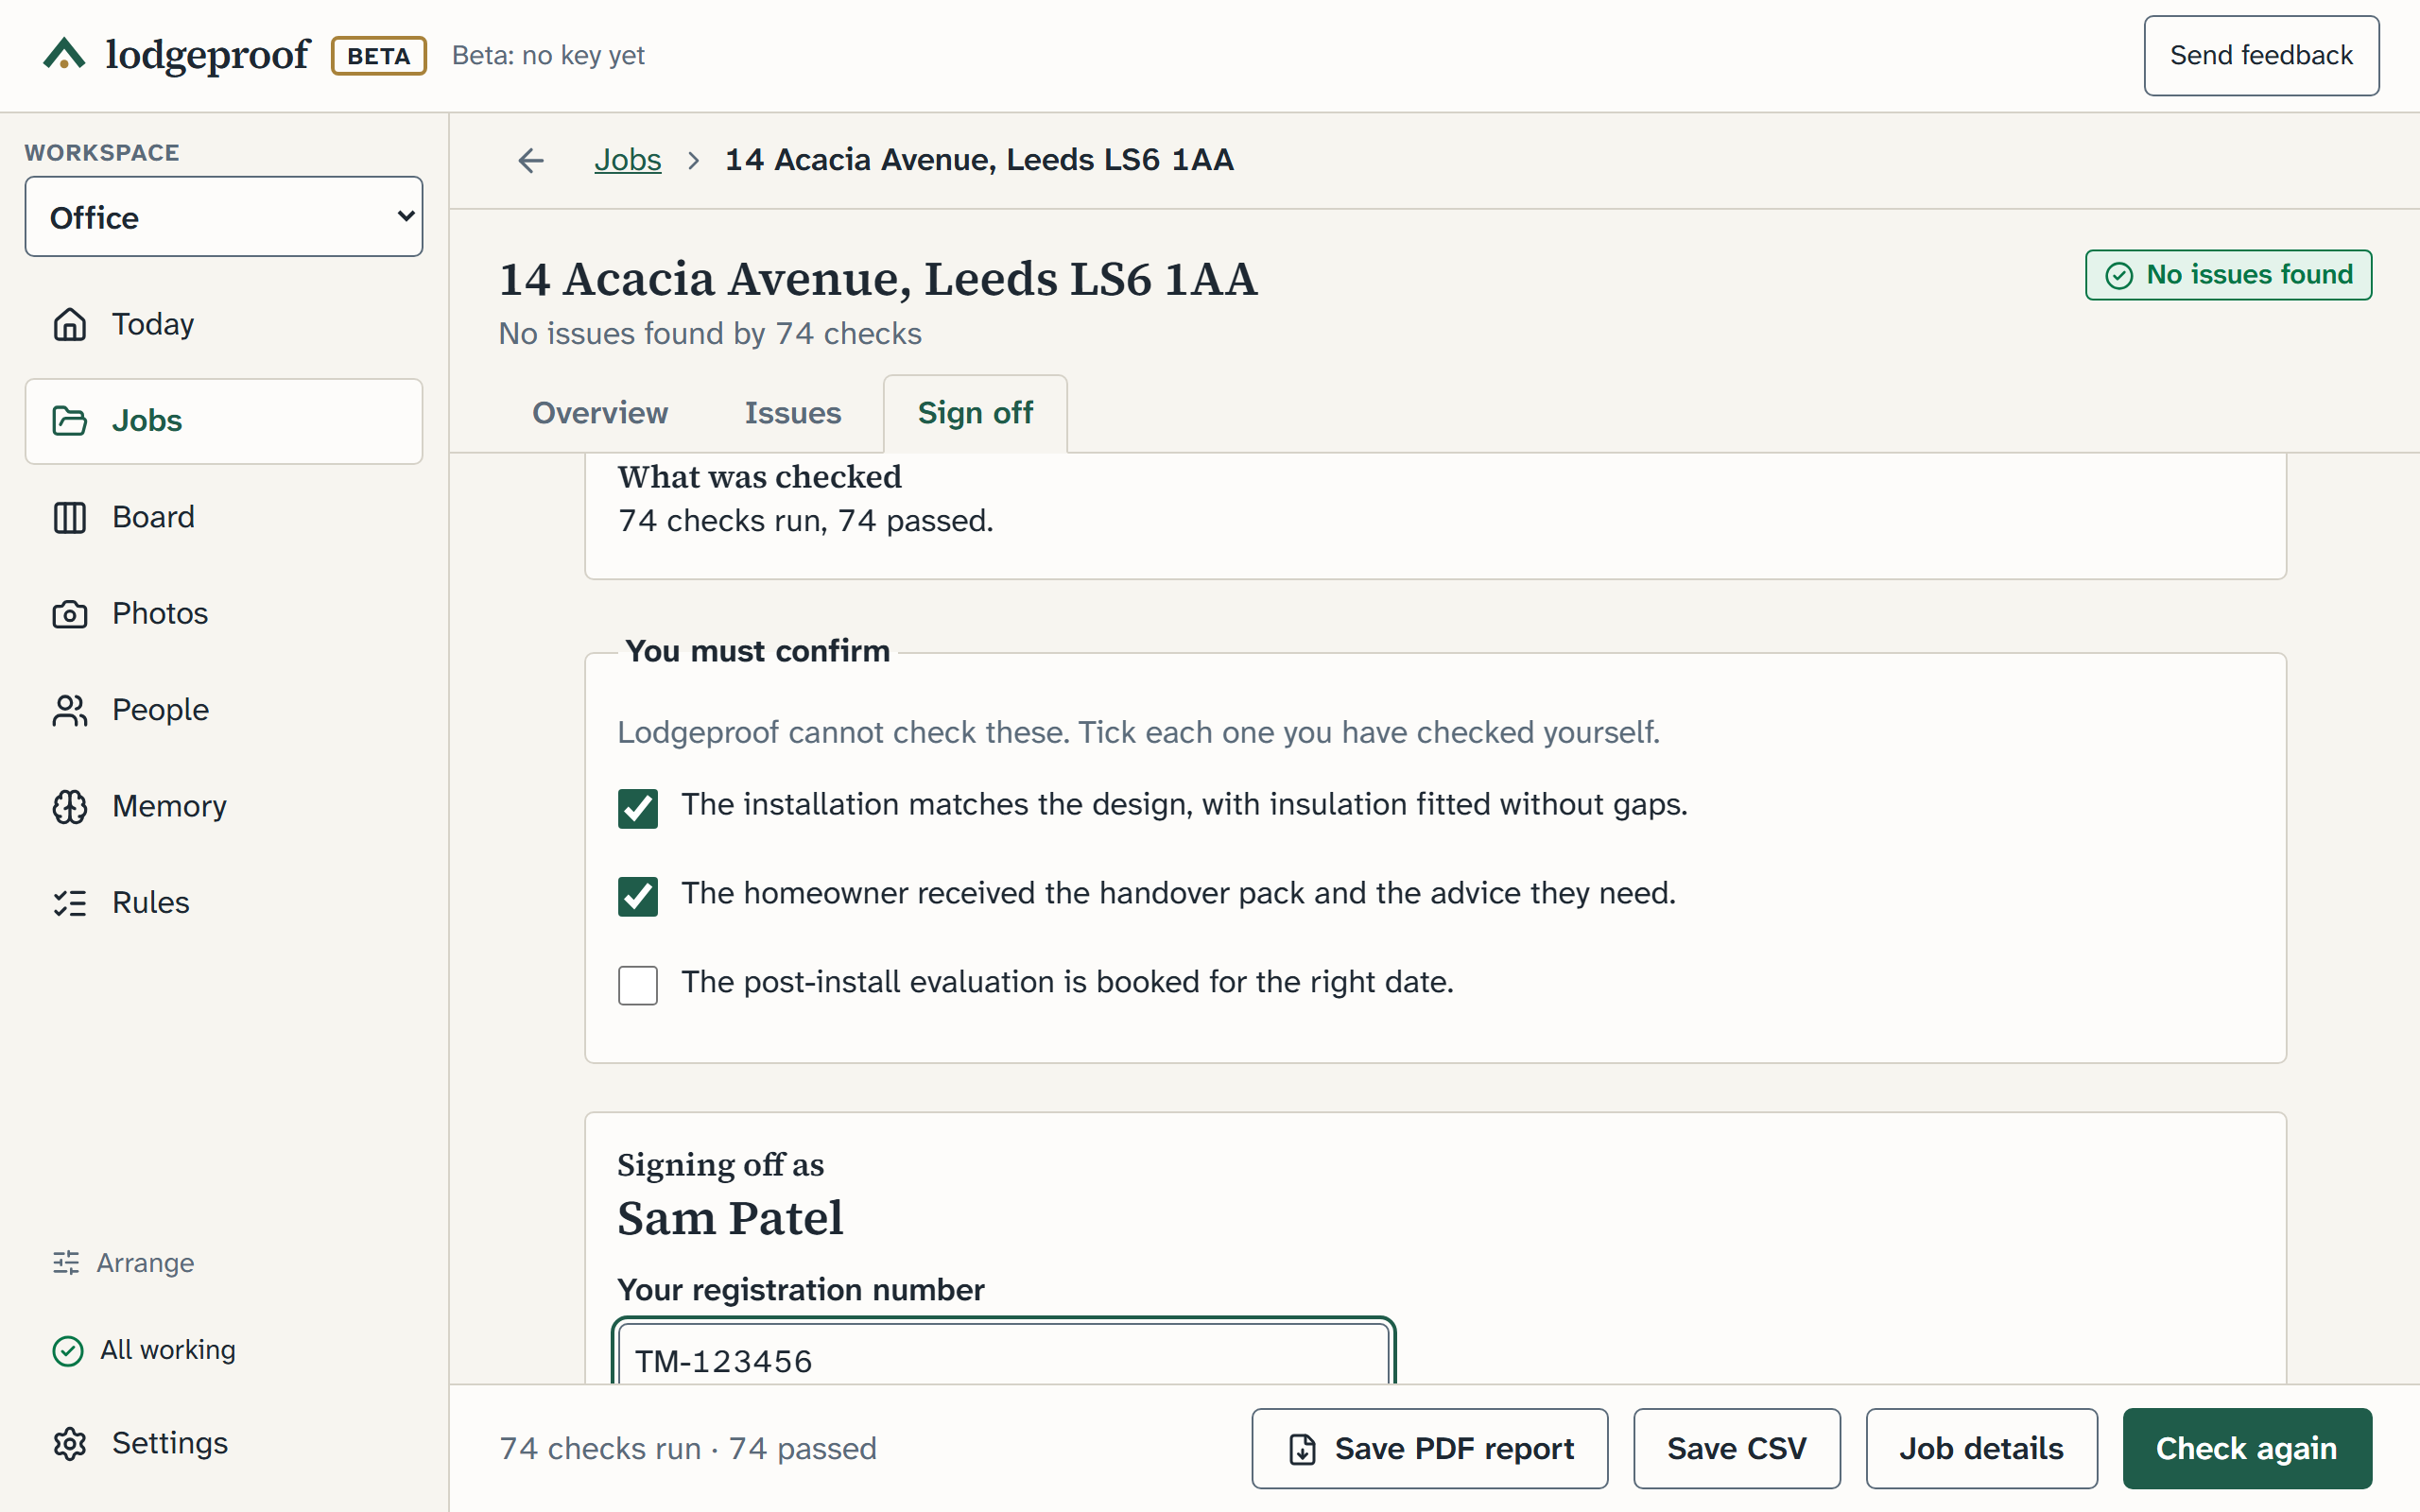 lodgeproof BETA Beta: no key yet Send feedback
WORKSPACE
Office
Today
Jobs
Board
Photos
People
Memory
Rules
Arrange
All working
Settings
Jobs > 14 Acacia Avenue, Leeds LS6 1AA
14 Acacia Avenue, Leeds LS6 1AA
No issues found
No issues found by 74 checks
Overview Issues Sign off
What was checked
74 checks run, 74 passed.
You must confirm
Lodgeproof cannot check these. Tick each one you have checked yourself.
The installation matches the design, with insulation fitted without gaps.
The homeowner received the handover pack and the advice they need.
The post-install evaluation is booked for the right date.
Signing off as
Sam Patel
Your registration number
TM-123456
74 checks run · 74 passed Save PDF report Save CSV Job details Check again